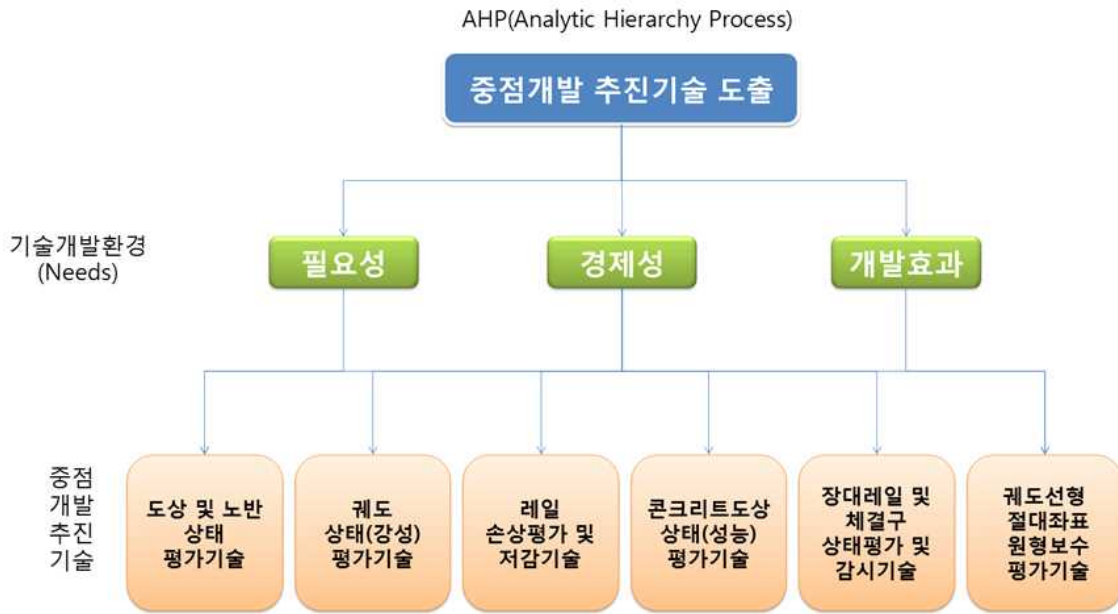 AHP(Analytic Hierarchy Process)
중점개발 추진기술 도출
기술개발환경
(Needs)
필요성
경제성
개발효과
중점
개발
추진
기술
도상 및 노반
상태
평가기술
궤도
상태(강성)
평가기술
레일
손상평가 및
저감기술
콘크리트도상
상태(성능)
평가기술
장대레일 및
체결구
상태평가 및
감시기술
궤도선형
절대좌표
원형보수
평가기술